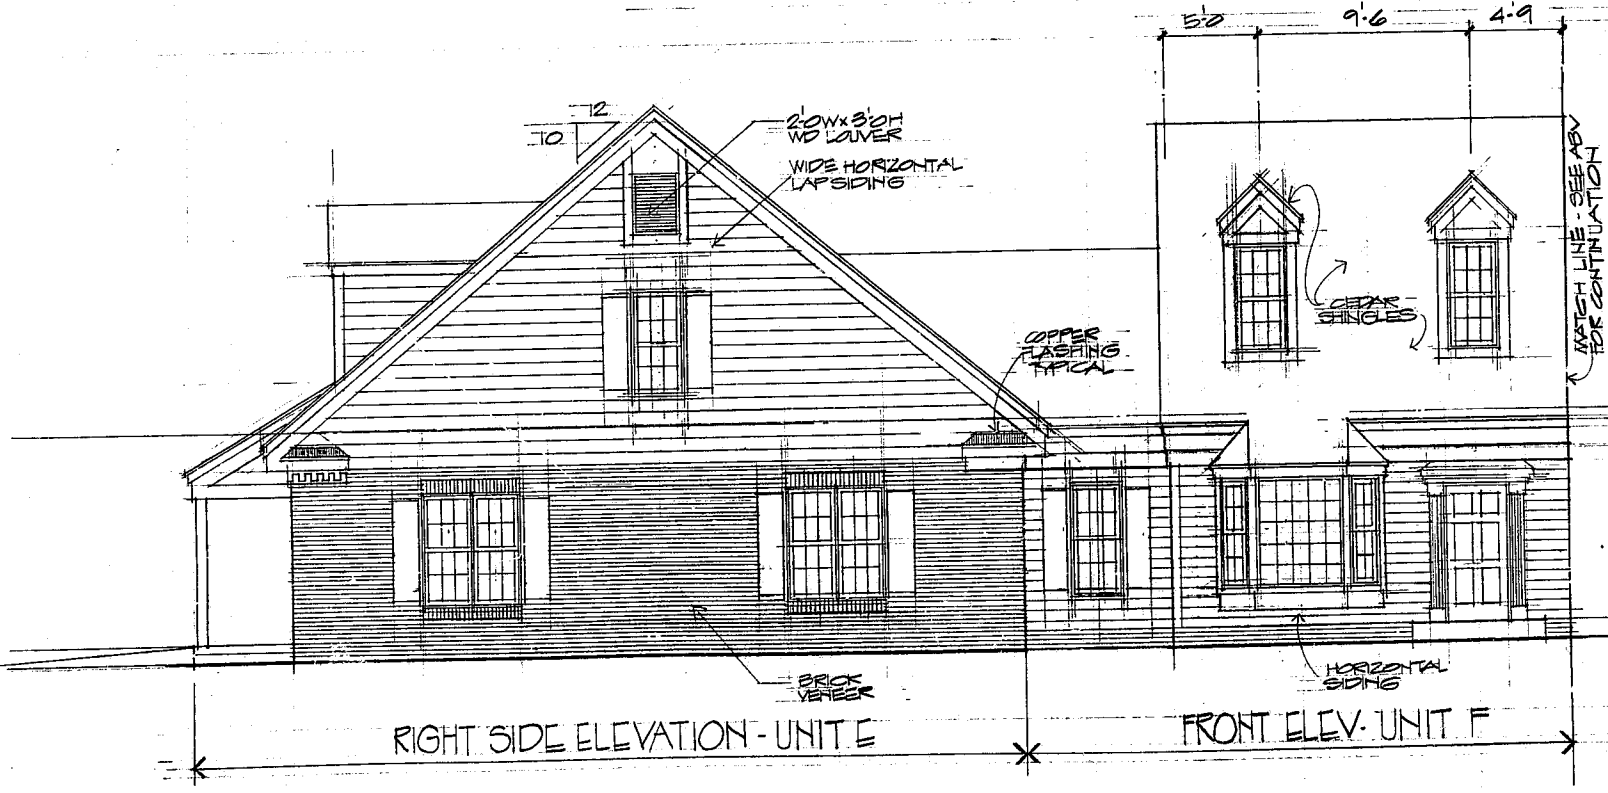 5'-0 9'-6 4'-9
12
10
2'-0W x 3'-0H
WD LOUVER
WIDE HORIZONTAL
LAP SIDING
MATCH LINE - SEE ABV
FOR CONTINUATION
CEDAR
SHINGLES
COPPER
FLASHING
TYPICAL
BRICK
VENEER
HORIZONTAL
SIDING
RIGHT SIDE ELEVATION - UNIT E
FRONT ELEV. UNIT F